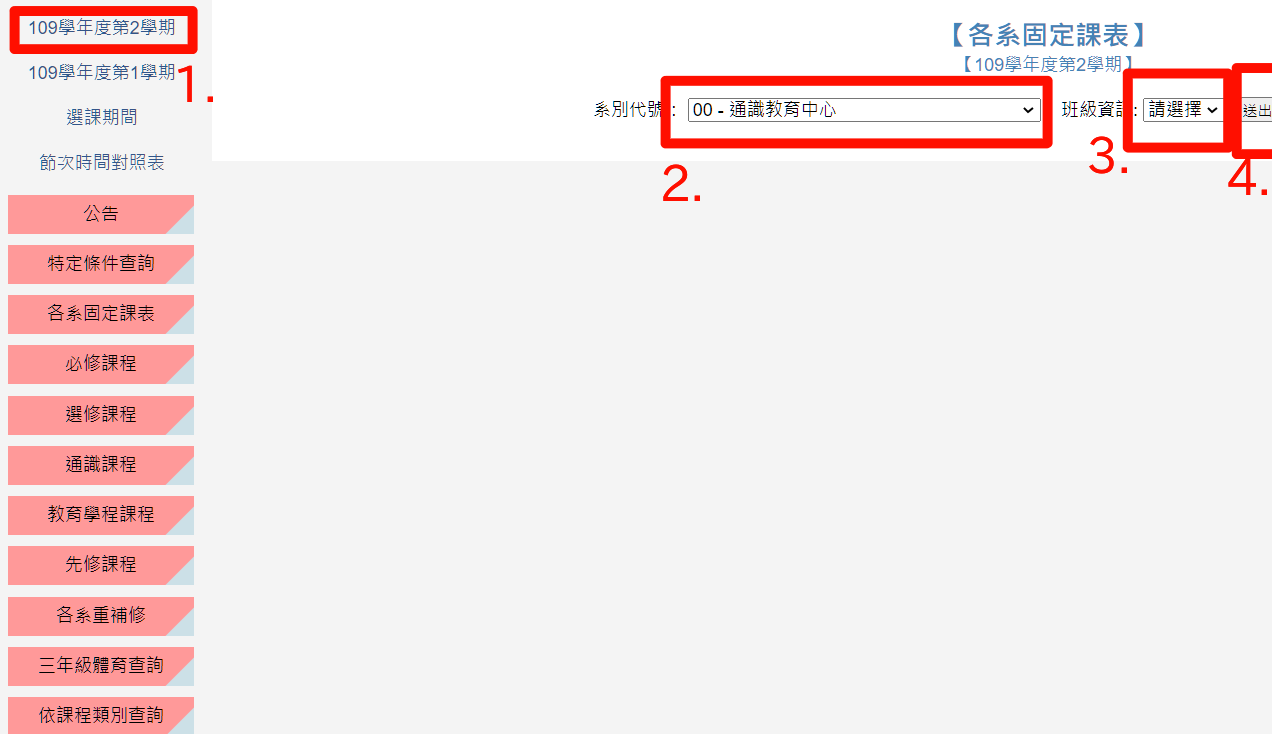 109學年度第2學期
109學年度第1學期
1.
選課期間
節次時間對照表
公告
特定條件查詢
各系固定課表
必修課程
選修課程
通識課程
教育學程課程
先修課程
各系重補修
三年級體育查詢
依課程類別查詢
【各系固定課表】
【109學年度第2學期】
系別代號： 00 - 通識教育中心 班級資訊: 請選擇 送出
2.
3.
4.